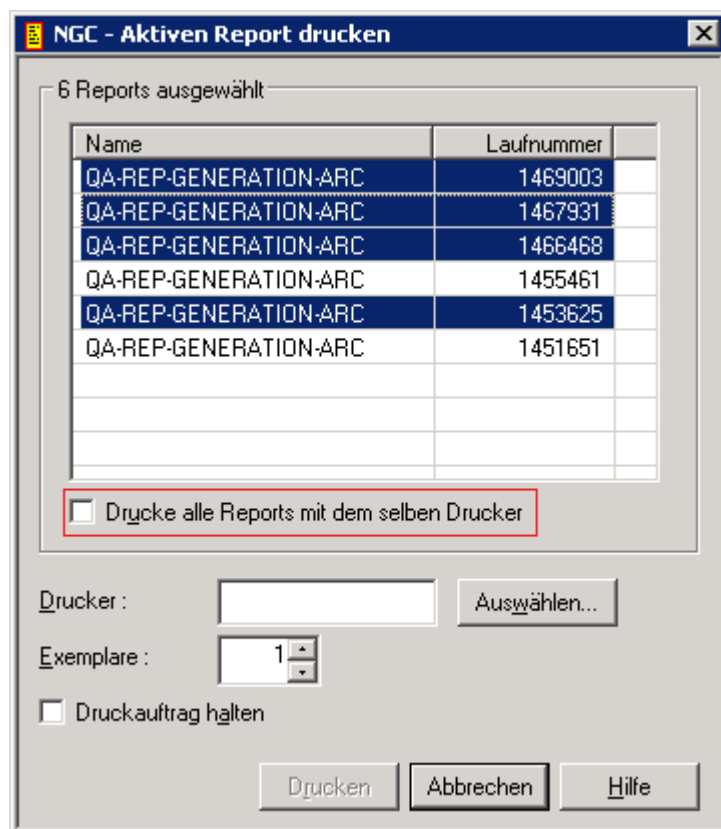 NGC - Aktiven Report drucken
6 Reports ausgewählt
Name Laufnummer
QA-REP-GENERATION-ARC 1469003
QA-REP-GENERATION-ARC 1467931
QA-REP-GENERATION-ARC 1466468
QA-REP-GENERATION-ARC 1455461
QA-REP-GENERATION-ARC 1453625
QA-REP-GENERATION-ARC 1451651
Drucke alle Reports mit dem selben Drucker
Drucker : Auswählen...
Exemplare : 1
Druckauftrag halten
Drucken Abbrechen Hilfe